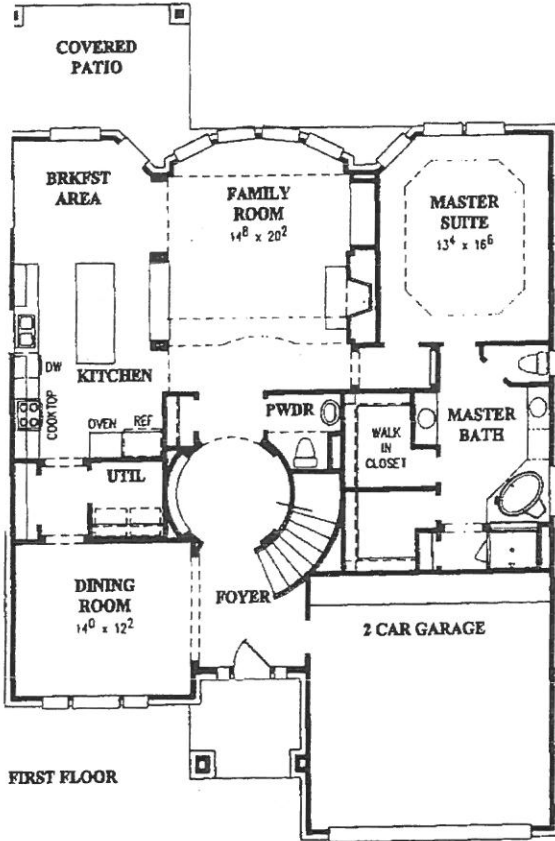 COVERED
PATIO
BRKFST
AREA
FAMILY
ROOM
14⁸ x 20²
MASTER
SUITE
13⁴ x 16⁶
DW
KITCHEN
COOKTOP
OVEN
REF
PWDR
WALK
IN
CLOSET
MASTER
BATH
UTIL
DINING
ROOM
14⁰ x 12²
FOYER
2 CAR GARAGE
FIRST FLOOR